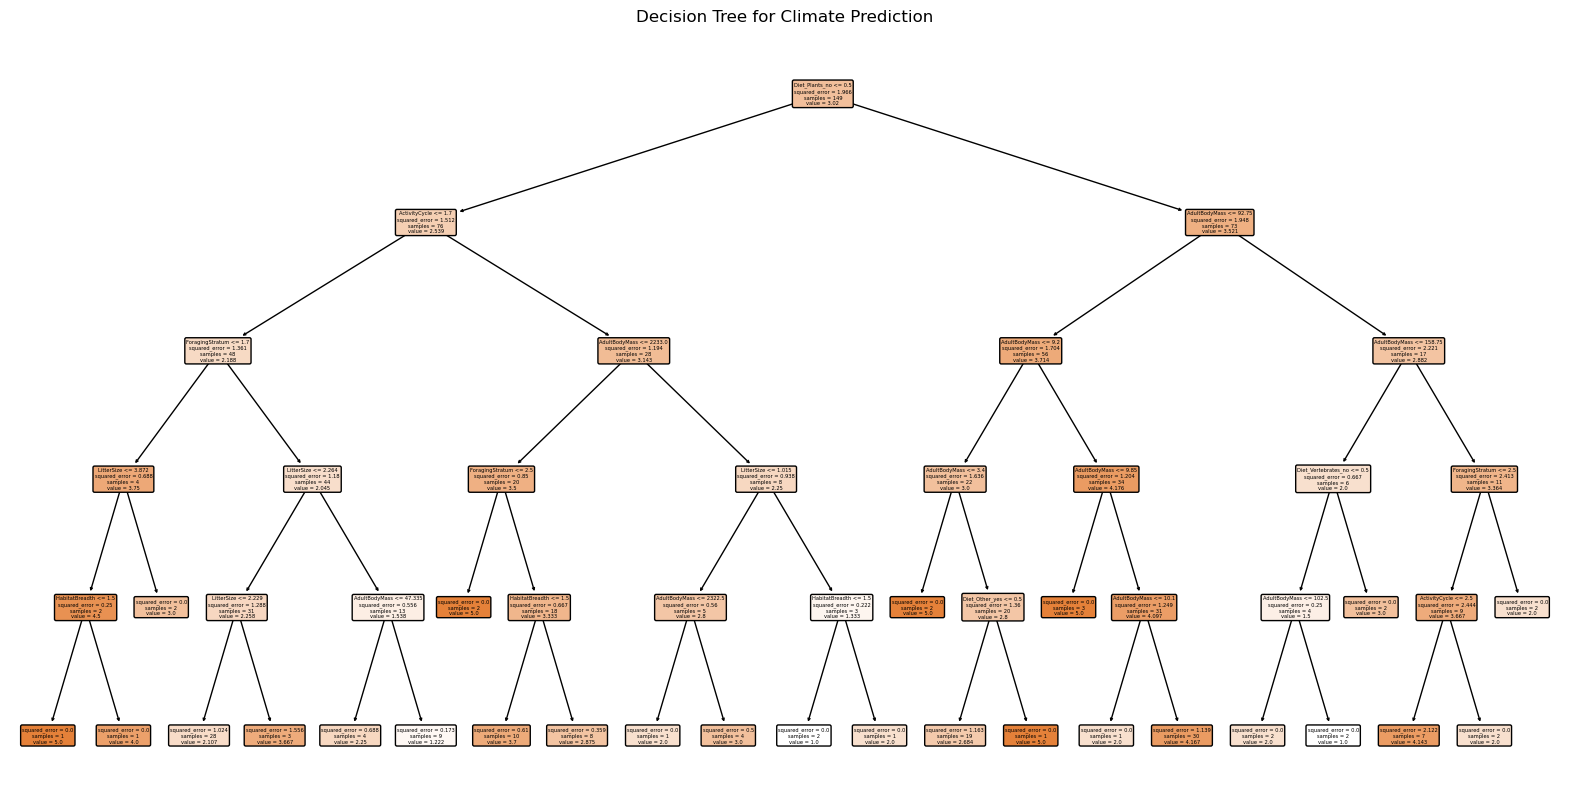 Decision Tree for Climate Prediction
Diet_Plants_no <= 0.5
squared_error = 1.966
samples = 149
value = 3.02
ActivityCycle <= 1.7
squared_error = 1.512
samples = 76
value = 2.539
AdultBodyMass <= 92.75
squared_error = 1.948
samples = 73
value = 3.521
ForagingStratum <= 1.7
squared_error = 1.361
samples = 48
value = 2.188
AdultBodyMass <= 2233.0
squared_error = 1.194
samples = 28
value = 3.143
AdultBodyMass <= 9.2
squared_error = 1.704
samples = 56
value = 3.714
AdultBodyMass <= 158.75
squared_error = 2.221
samples = 17
value = 2.882
LitterSize <= 3.872
squared_error = 0.688
samples = 4
value = 3.75
LitterSize <= 2.264
squared_error = 1.18
samples = 44
value = 2.045
ForagingStratum <= 2.5
squared_error = 0.85
samples = 20
value = 3.5
LitterSize <= 1.015
squared_error = 0.938
samples = 8
value = 2.25
AdultBodyMass <= 3.4
squared_error = 1.636
samples = 22
value = 3.0
AdultBodyMass <= 9.85
squared_error = 1.204
samples = 34
value = 4.176
Diet_Vertebrates_no <= 0.5
squared_error = 0.667
samples = 6
value = 2.0
ForagingStratum <= 2.5
squared_error = 2.413
samples = 11
value = 3.364
HabitatBreadth <= 1.5
squared_error = 0.25
samples = 2
value = 4.5
squared_error = 0.0
samples = 2
value = 3.0
LitterSize <= 2.229
squared_error = 1.288
samples = 31
value = 2.258
AdultBodyMass <= 47.335
squared_error = 0.556
samples = 13
value = 1.538
squared_error = 0.0
samples = 2
value = 5.0
HabitatBreadth <= 1.5
squared_error = 0.667
samples = 18
value = 3.333
AdultBodyMass <= 2322.5
squared_error = 0.56
samples = 5
value = 2.8
HabitatBreadth <= 1.5
squared_error = 0.222
samples = 3
value = 1.333
squared_error = 0.0
samples = 2
value = 5.0
Diet_Other_yes <= 0.5
squared_error = 1.36
samples = 20
value = 2.8
squared_error = 0.0
samples = 3
value = 5.0
AdultBodyMass <= 10.1
squared_error = 1.249
samples = 31
value = 4.097
AdultBodyMass <= 102.5
squared_error = 0.25
samples = 4
value = 1.5
squared_error = 0.0
samples = 2
value = 3.0
ActivityCycle <= 2.5
squared_error = 2.444
samples = 9
value = 3.667
squared_error = 0.0
samples = 2
value = 2.0
squared_error = 0.0
samples = 1
value = 5.0
squared_error = 0.0
samples = 1
value = 4.0
squared_error = 1.024
samples = 28
value = 2.107
squared_error = 1.556
samples = 3
value = 3.667
squared_error = 0.688
samples = 4
value = 2.25
squared_error = 0.173
samples = 9
value = 1.222
squared_error = 0.61
samples = 10
value = 3.7
squared_error = 0.359
samples = 8
value = 2.875
squared_error = 0.0
samples = 1
value = 2.0
squared_error = 0.5
samples = 4
value = 3.0
squared_error = 0.0
samples = 2
value = 1.0
squared_error = 0.0
samples = 1
value = 2.0
squared_error = 1.163
samples = 19
value = 2.684
squared_error = 0.0
samples = 1
value = 5.0
squared_error = 0.0
samples = 1
value = 2.0
squared_error = 1.139
samples = 30
value = 4.167
squared_error = 0.0
samples = 2
value = 2.0
squared_error = 0.0
samples = 2
value = 1.0
squared_error = 2.122
samples = 7
value = 4.143
squared_error = 0.0
samples = 2
value = 2.0